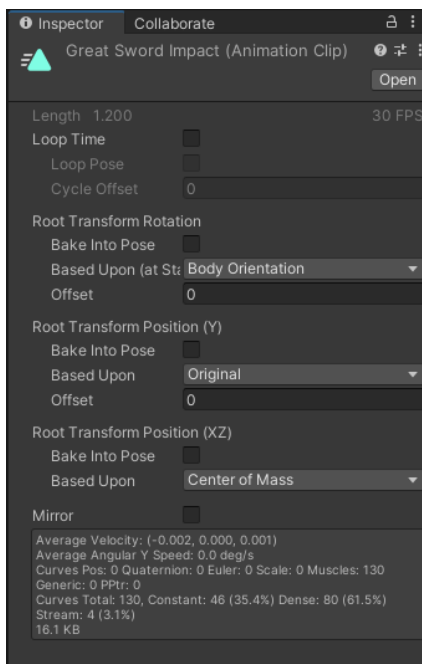 Inspector Collaborate
Great Sword Impact (Animation Clip)
Open
Length 1.200 30 FPS
Loop Time
Loop Pose
Cycle Offset 0
Root Transform Rotation
Bake Into Pose
Based Upon (at Sta Body Orientation
Offset 0
Root Transform Position (Y)
Bake Into Pose
Based Upon Original
Offset 0
Root Transform Position (XZ)
Bake Into Pose
Based Upon Center of Mass
Mirror
Average Velocity: (-0.002, 0.000, 0.001)
Average Angular Y Speed: 0.0 deg/s
Curves Pos: 0 Quaternion: 0 Euler: 0 Scale: 0 Muscles: 130
Generic: 0 PPtr: 0
Curves Total: 130, Constant: 46 (35.4%) Dense: 80 (61.5%)
Stream: 4 (3.1%)
16.1 KB